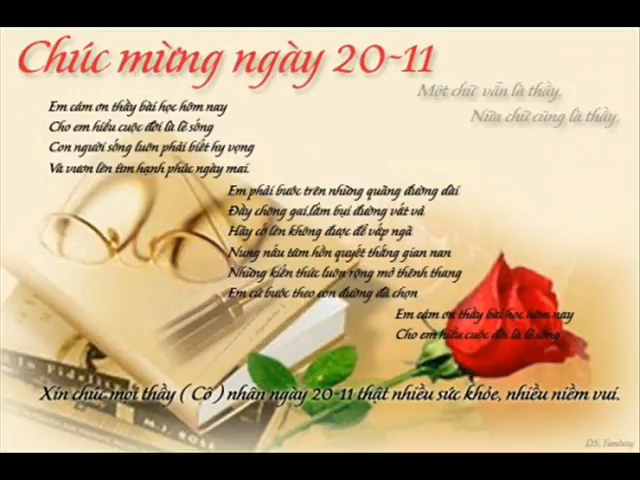 Chúc mừng ngày 20-11
Một chữ vẫn là thầy.
Nửa chữ cũng là thầy.
Em cám ơn thầy bài học hôm nay
Cho em hiểu cuộc đời là lẽ sống
Con người sống luôn phải biết hy vọng
Và vươn lên tìm hạnh phúc ngày mai.
Em phải bước trên những quãng đường dài
Đầy chông gai,lấm bụi đường vất vả
Hãy cố lên không được để vấp ngã
Nung nấu tâm hồn quyết thắng gian nan
Những kiến thức luôn rộng mở thênh thang
Em cứ bước theo con đường đã chọn
Em cám ơn thầy bài học hôm nay
Cho em hiểu cuộc đời là lẽ sống
Xin chúc mọi thầy ( Cô ) nhân ngày 20-11 thật nhiều sức khỏe, nhiều niềm vui.
M. J. ROSS